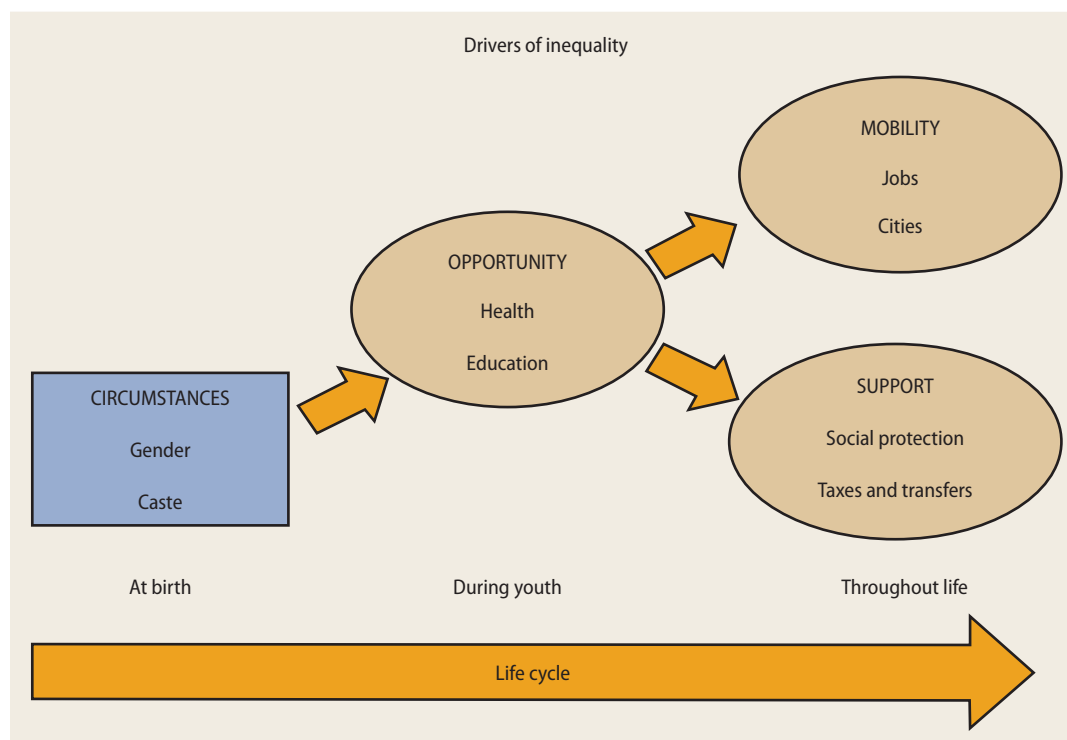 Drivers of inequality
CIRCUMSTANCES
Gender
Caste
OPPORTUNITY
Health
Education
MOBILITY
Jobs
Cities
SUPPORT
Social protection
Taxes and transfers
At birth
During youth
Throughout life
Life cycle